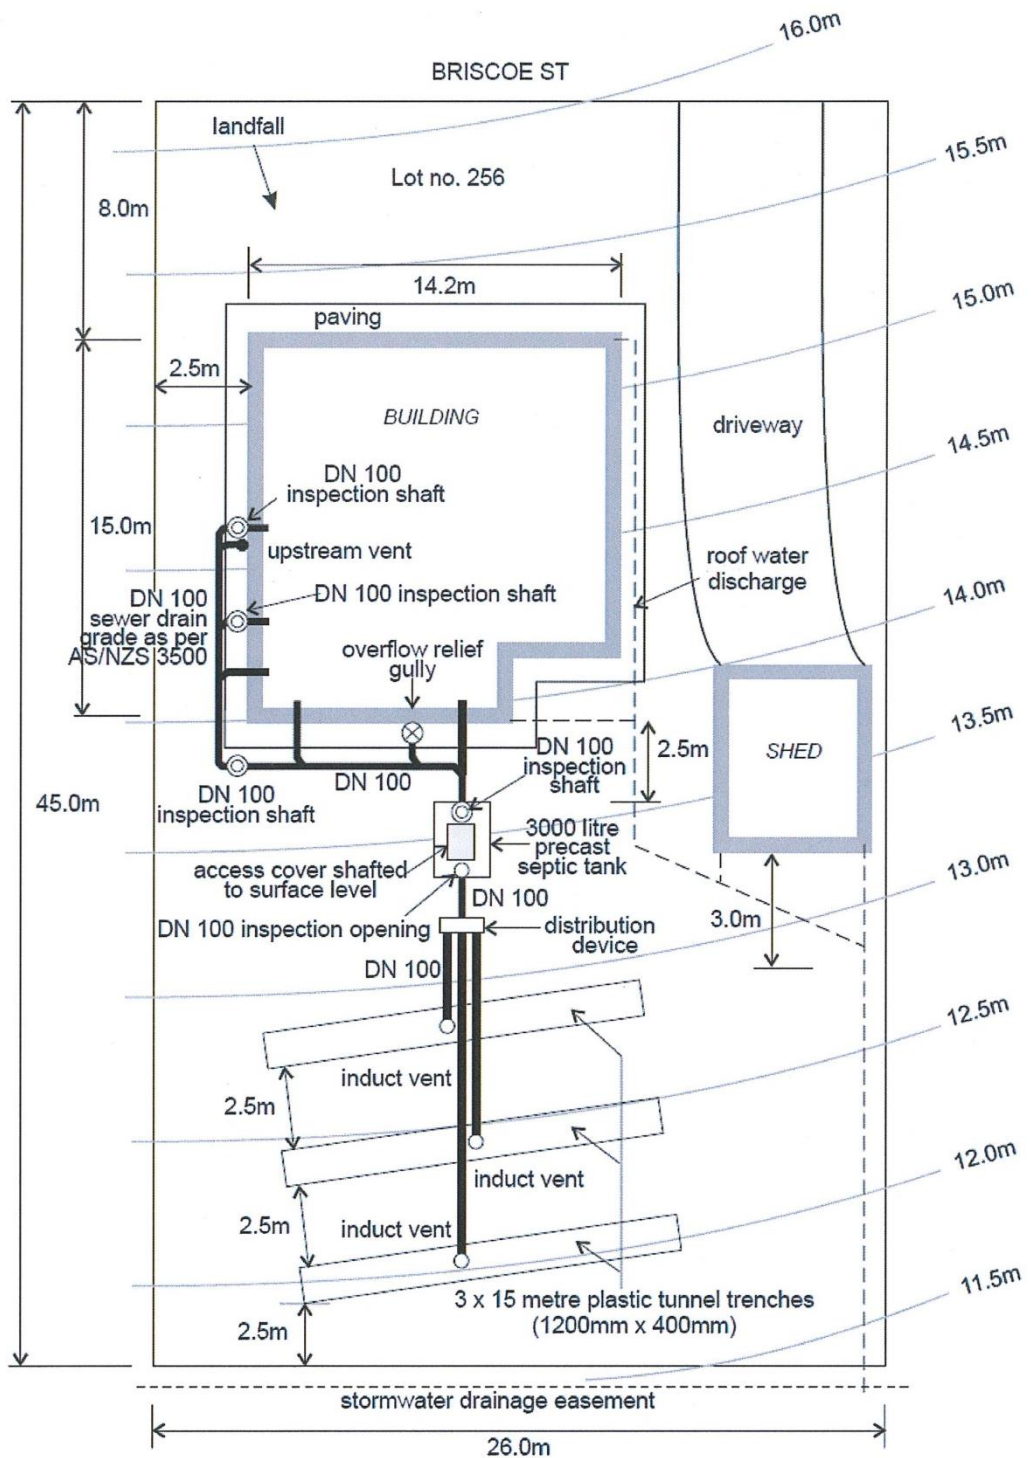 16.0m
BRISCOE ST
landfall
15.5m
Lot no. 256
8.0m
14.2m
15.0m
paving
2.5m
BUILDING
driveway
14.5m
DN 100
inspection shaft
15.0m
upstream vent
roof water
discharge
DN 100
sewer drain
grade as per
AS/NZS 3500
DN 100 inspection shaft
14.0m
overflow relief
gully
13.5m
2.5m
SHED
DN 100
inspection
shaft
DN 100
DN 100
inspection shaft
45.0m
3000 litre
precast
septic tank
access cover shafted
to surface level
13.0m
DN 100
3.0m
DN 100 inspection opening
distribution
device
DN 100
12.5m
induct vent
2.5m
12.0m
induct vent
2.5m
induct vent
11.5m
3 x 15 metre plastic tunnel trenches
(1200mm x 400mm)
2.5m
stormwater drainage easement
26.0m